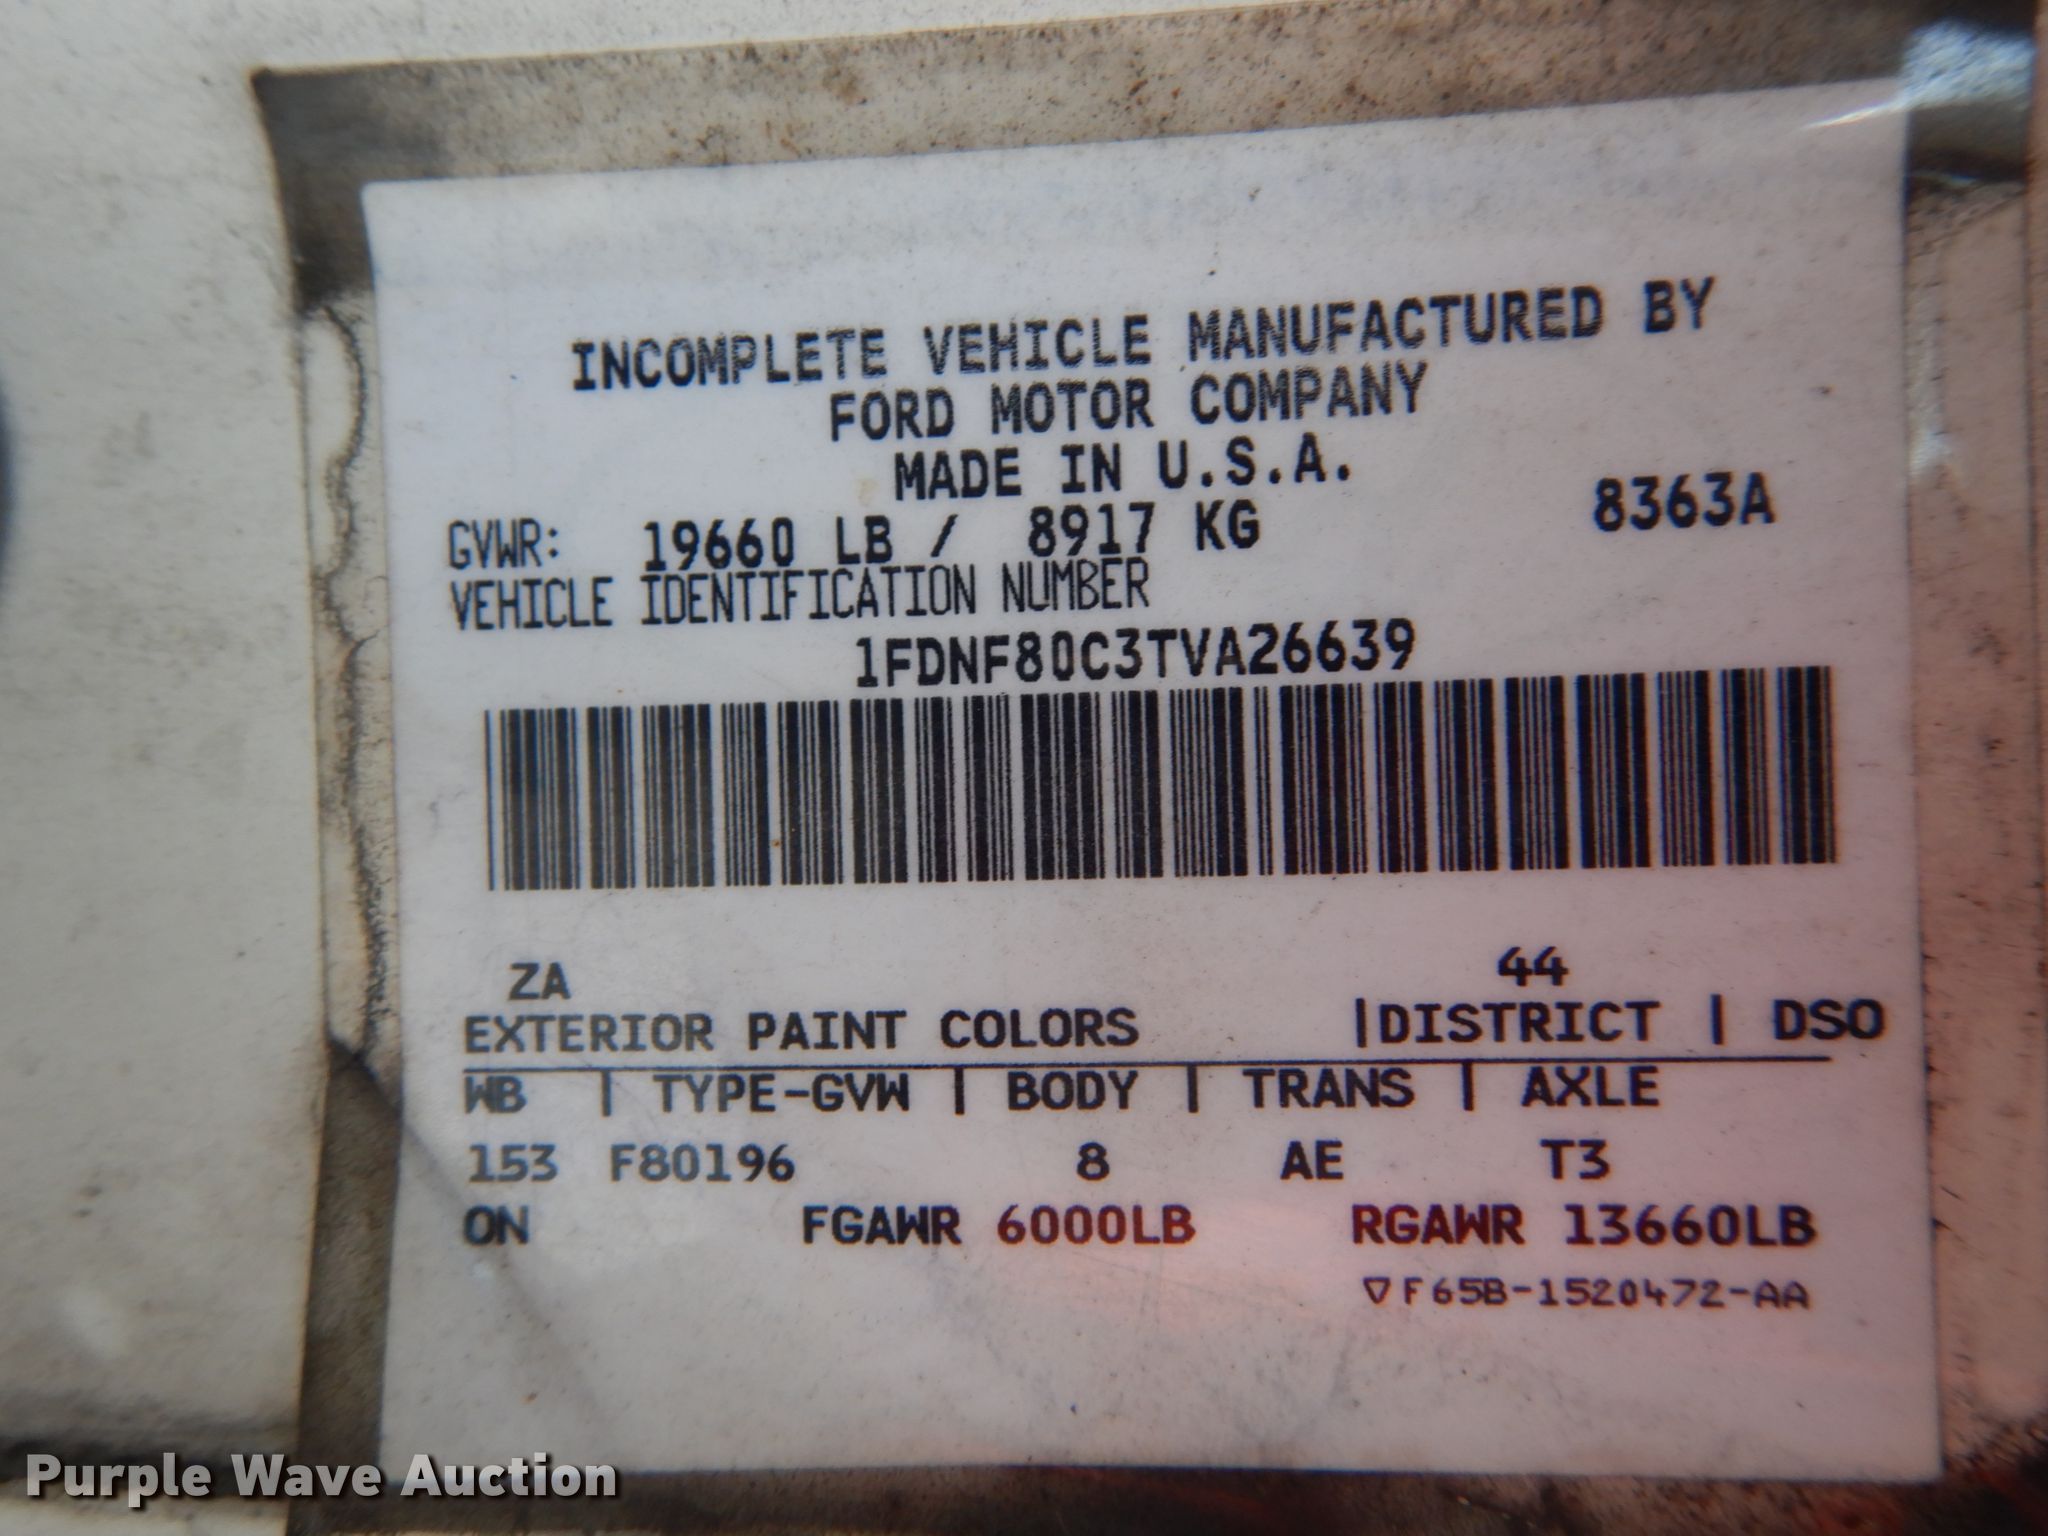 INCOMPLETE VEHICLE MANUFACTURED BY
FORD MOTOR COMPANY
MADE IN U.S.A.
GVWR: 19660 LB / 8917 KG 8363A
VEHICLE IDENTIFICATION NUMBER
1FDNF80C3TVA26639
ZA 44
EXTERIOR PAINT COLORS |DISTRICT | DSO
WB | TYPE-GVW | BODY | TRANS | AXLE
153 F80196 8 AE T3
ON FGAWR 6000LB RGAWR 13660LB
▽F65B-1520472-AA
Purple Wave Auction